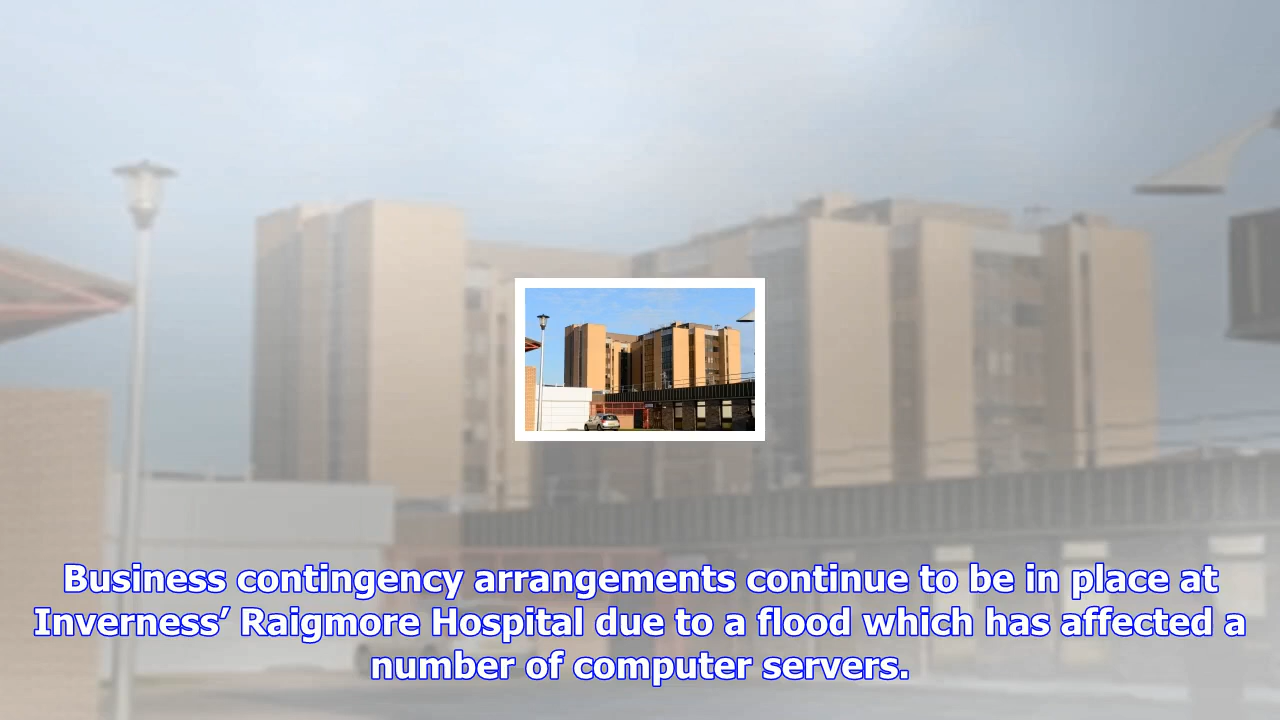 Business contingency arrangements continue to be in place at
Inverness’ Raigmore Hospital due to a flood which has affected a
number of computer servers.